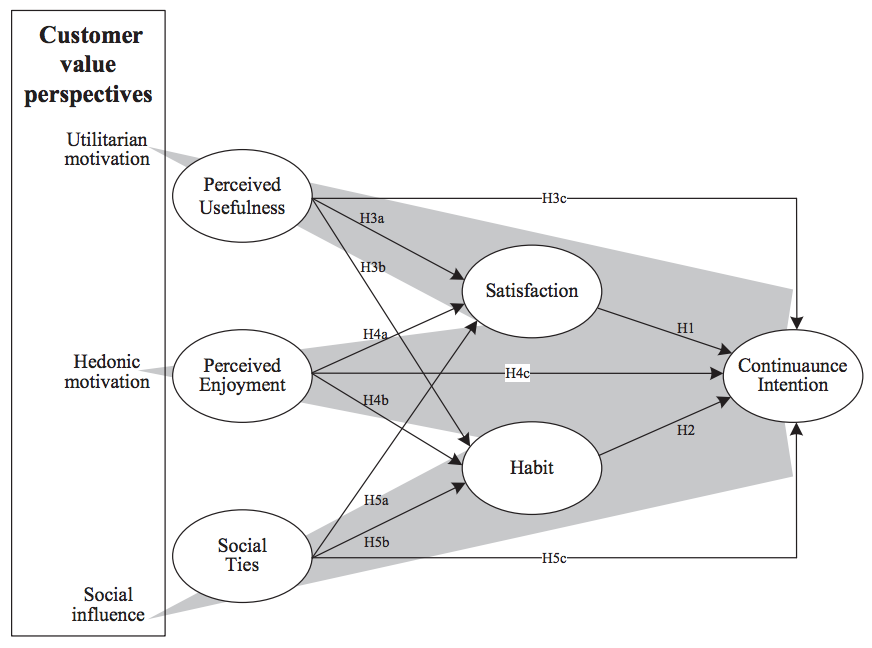 Customer
value
perspectives
Utilitarian
motivation
Perceived
Usefulness
H3c
H3a
H3b
Satisfaction
H1
H4a
Hedonic
motivation
Perceived
Enjoyment
H4c
Continuaunce
Intention
H4b
H2
Habit
H5a
H5b
Social
Ties
H5c
Social
influence